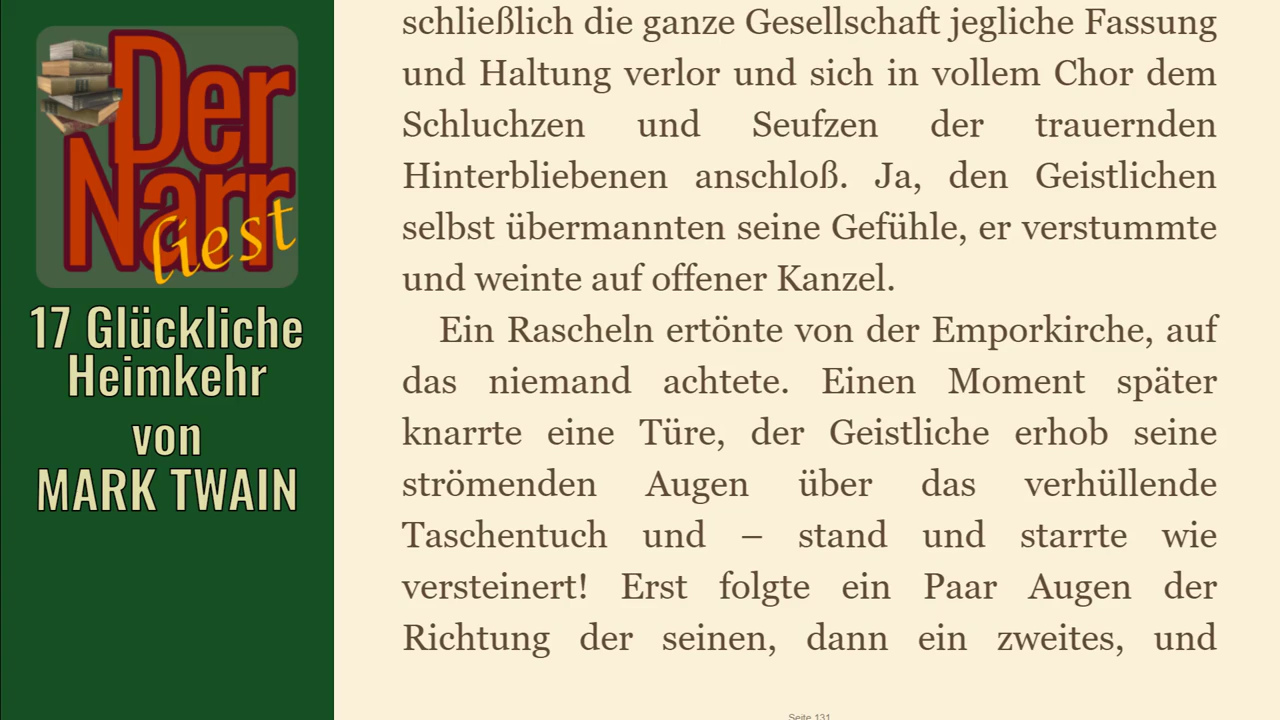 Der
Narr
liest
17 Glückliche
Heimkehr
von
MARK TWAIN
schließlich die ganze Gesellschaft jegliche Fassung
und Haltung verlor und sich in vollem Chor dem
Schluchzen und Seufzen der trauernden
Hinterbliebenen anschloß. Ja, den Geistlichen
selbst übermannten seine Gefühle, er verstummte
und weinte auf offener Kanzel.
Ein Rascheln ertönte von der Emporkirche, auf
das niemand achtete. Einen Moment später
knarrte eine Türe, der Geistliche erhob seine
strömenden Augen über das verhüllende
Taschentuch und – stand und starrte wie
versteinert! Erst folgte ein Paar Augen der
Richtung der seinen, dann ein zweites, und
Seite 131